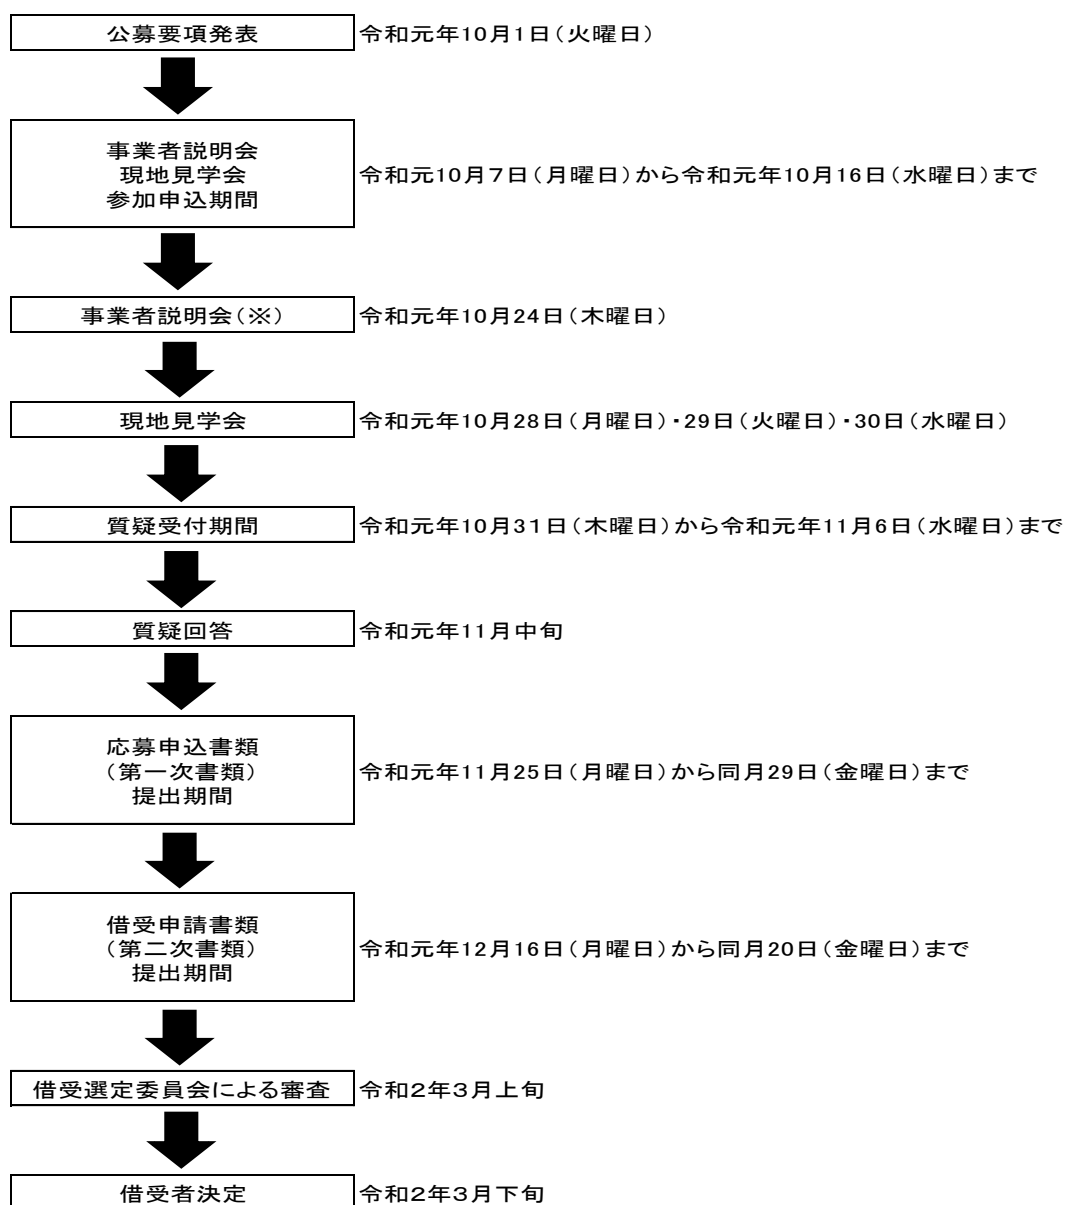 公募要項発表 令和元年10月1日(火曜日)
事業者説明会
現地見学会
参加申込期間
令和元10月7日(月曜日)から令和元年10月16日(水曜日)まで
事業者説明会(※) 令和元年10月24日(木曜日)
現地見学会 令和元年10月28日(月曜日)・29日(火曜日)・30日(水曜日)
質疑受付期間 令和元年10月31日(木曜日)から令和元年11月6日(水曜日)まで
質疑回答 令和元年11月中旬
応募申込書類
(第一次書類)
提出期間
令和元年11月25日(月曜日)から同月29日(金曜日)まで
借受申請書類
(第二次書類)
提出期間
令和元年12月16日(月曜日)から同月20日(金曜日)まで
借受選定委員会による審査 令和2年3月上旬
借受者決定 令和2年3月下旬